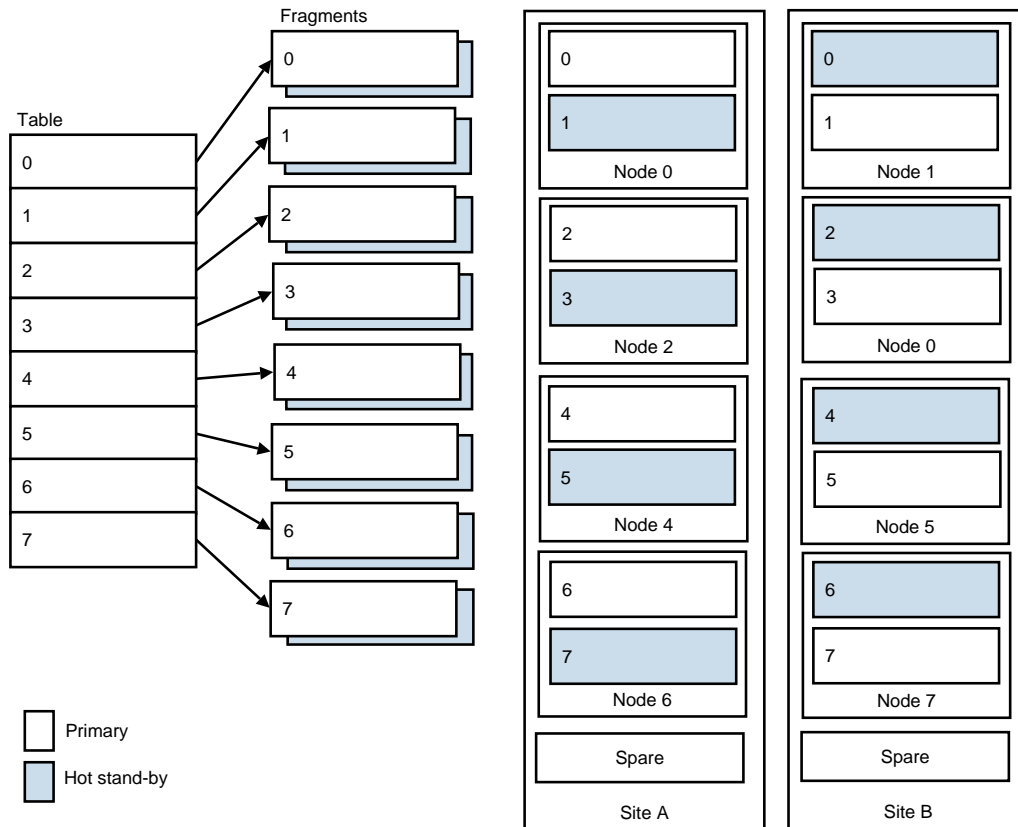 Fragments
0
1
2
3
4
5
6
7
Table
0
1
2
3
4
5
6
7
Primary
Hot stand-by
0
1
Node 0
2
3
Node 2
4
5
Node 4
6
7
Node 6
Spare
Site A
0
1
Node 1
2
3
Node 0
4
5
Node 5
6
7
Node 7
Spare
Site B